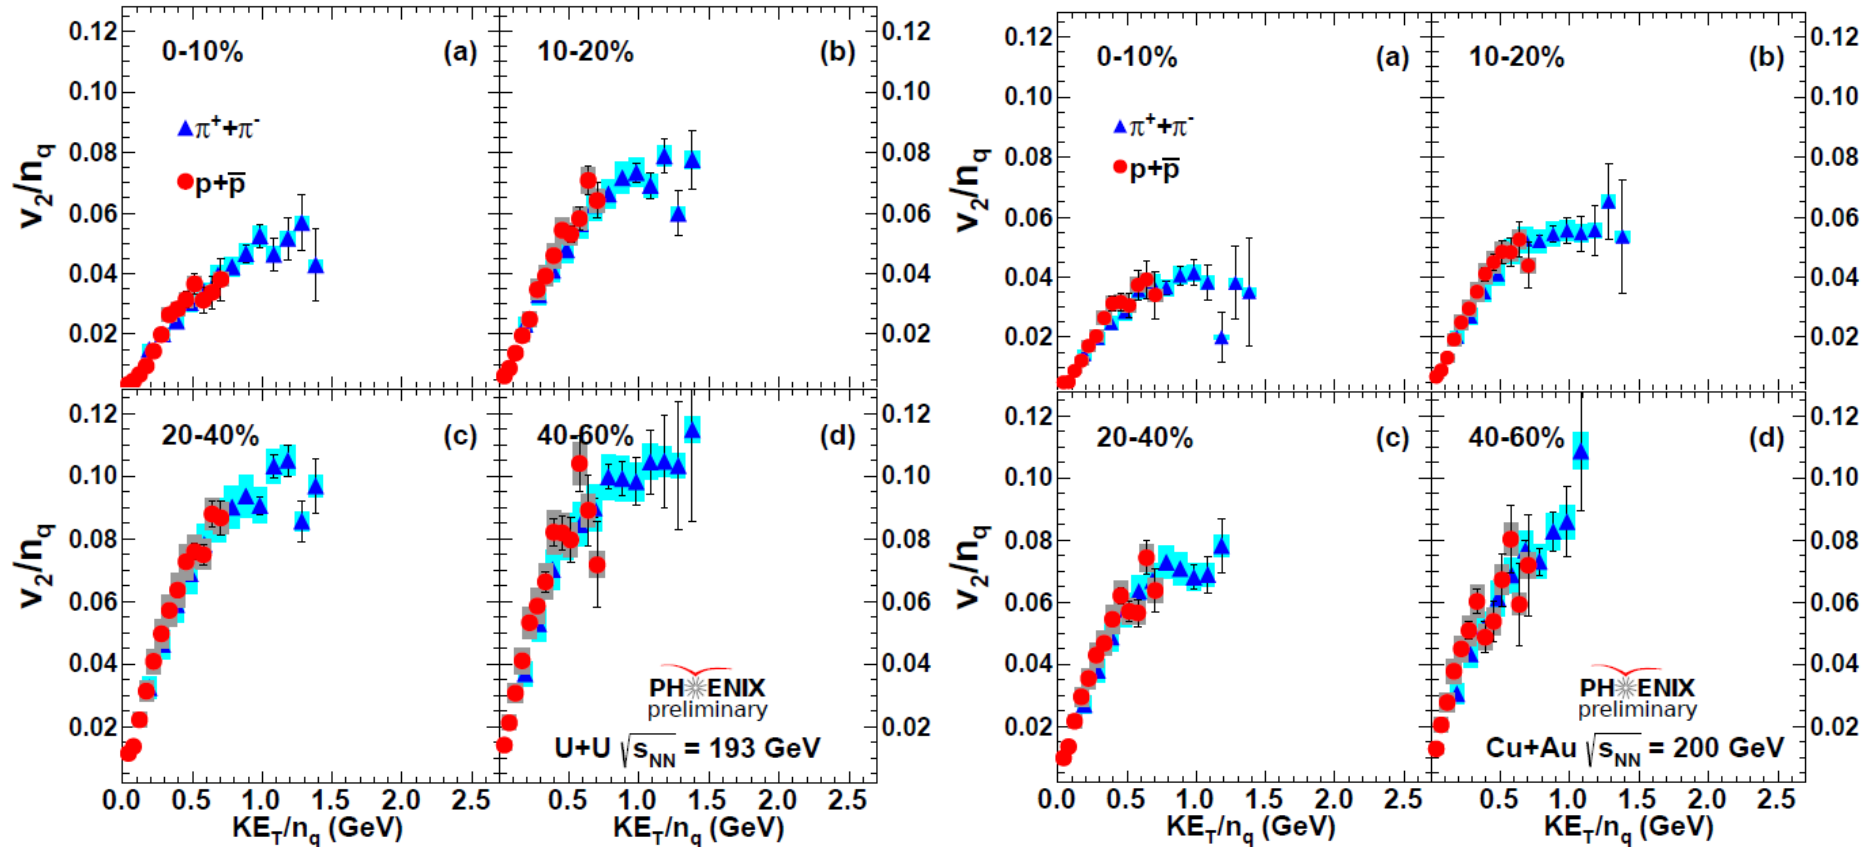 0.12
0.10
0.08
0.06
0.04
0.02
v₂/n_q
0-10%
(a)
π⁺+π⁻
p+p̅
10-20%
(b)
0.12
0.10
0.08
0.06
0.04
0.02
0.12
0.10
0.08
0.06
0.04
0.02
v₂/n_q
20-40%
(c)
40-60%
(d)
PHENIX
preliminary
U+U √s_NN = 193 GeV
0.12
0.10
0.08
0.06
0.04
0.02
0.0 0.5 1.0 1.5 2.0 2.5
KE_T/n_q (GeV)
0.5 1.0 1.5 2.0 2.5
KE_T/n_q (GeV)
0.12
0.10
0.08
0.06
0.04
0.02
v₂/n_q
0-10%
(a)
π⁺+π⁻
p+p̅
10-20%
(b)
0.12
0.10
0.08
0.06
0.04
0.02
0.12
0.10
0.08
0.06
0.04
0.02
v₂/n_q
20-40%
(c)
40-60%
(d)
PHENIX
preliminary
Cu+Au √s_NN = 200 GeV
0.12
0.10
0.08
0.06
0.04
0.02
0.0 0.5 1.0 1.5 2.0 2.5
KE_T/n_q (GeV)
0.5 1.0 1.5 2.0 2.5
KE_T/n_q (GeV)